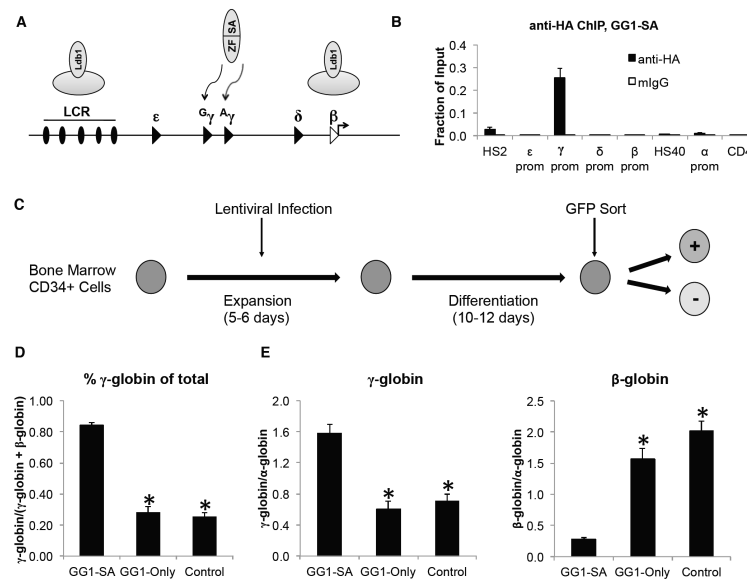 A
Ldb1
ZF SA
Ldb1
LCR
ε
Gγ Aγ
δ
β
B
anti-HA ChIP, GG1-SA
Fraction of Input
0.4
0.3
0.2
0.1
0.0
anti-HA
mIgG
HS2
ε prom
γ prom
δ prom
β prom
HS40
α prom
CD4
C
Lentiviral Infection
GFP Sort
Bone Marrow
CD34+ Cells
Expansion
(5-6 days)
Differentiation
(10-12 days)
+
-
D
% γ-globin of total
γ-globin/(γ-globin + β-globin)
1.00
0.80
0.60
0.40
0.20
0.00
*
*
GG1-SA GG1-Only Control
E
γ-globin
γ-globin/α-globin
2.0
1.6
1.2
0.8
0.4
0.0
*
*
GG1-SA GG1-Only Control
β-globin
β-globin/α-globin
2.5
2.0
1.5
1.0
0.5
0.0
*
*
GG1-SA GG1-Only Control